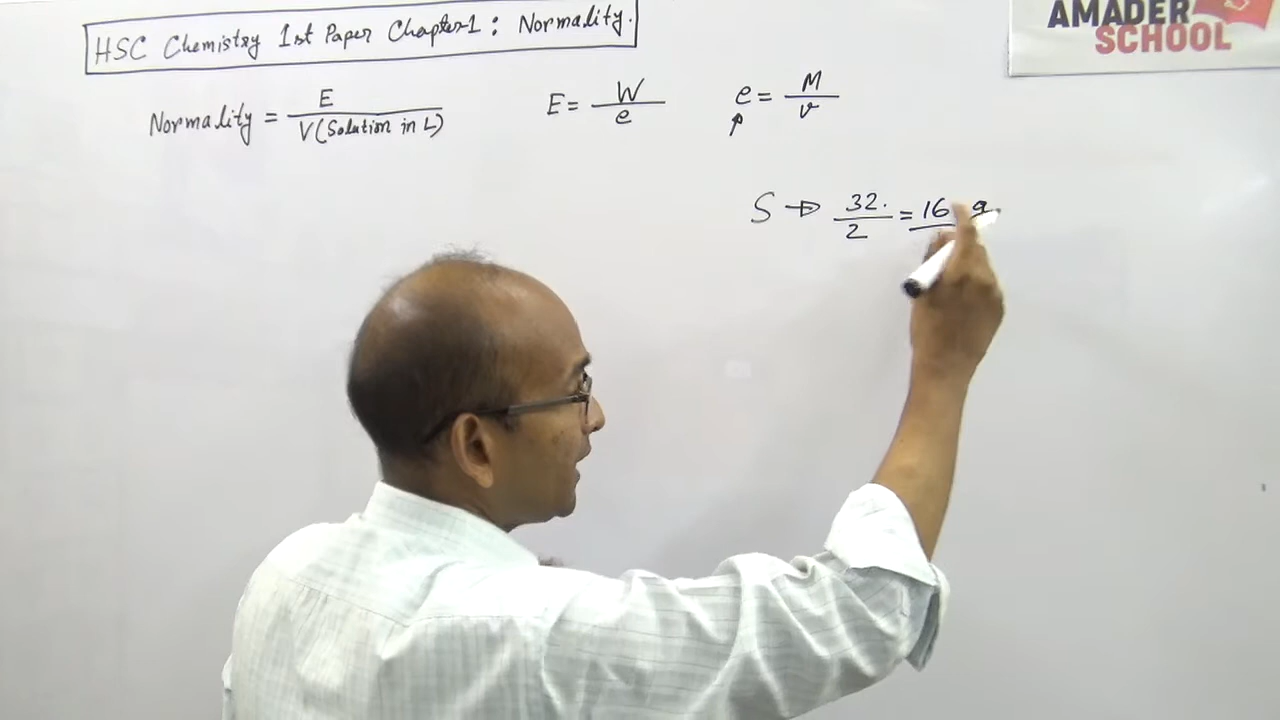 HSC Chemistry 1st Paper Chapter-1 : Normality.
AMADER
SCHOOL
Normality = E / V (Solution in L)
E = W / e
e = M / v
S → 32. / 2 = 16 g